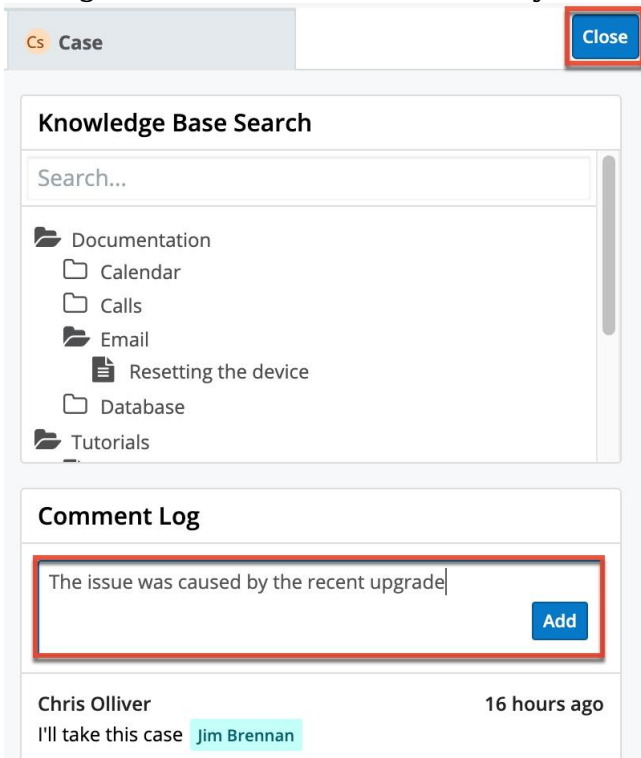 Cs Case
Close
Knowledge Base Search
Search...
Documentation
Calendar
Calls
Email
Resetting the device
Database
Tutorials
Comment Log
The issue was caused by the recent upgrade
Add
Chris Olliver 16 hours ago
I'll take this case Jim Brennan